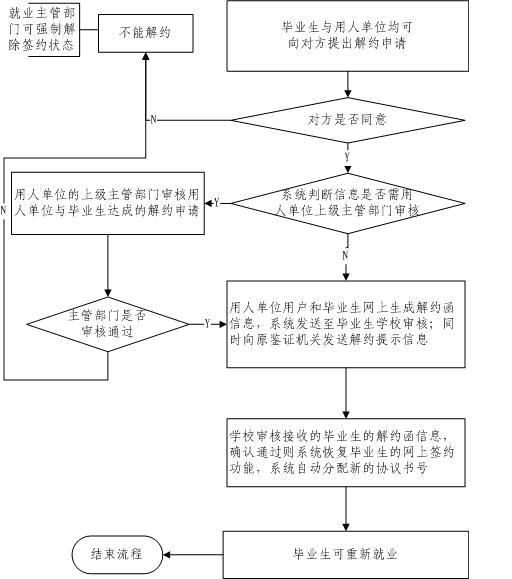 就业主管部
门可强制解
除签约状态
不能解约
毕业生与用人单位均可
向对方提出解约申请
N
对方是否同意
Y
用人单位的上级主管部门审核用
人单位与毕业生达成的解约申请
Y
系统判断信息是否需用
人单位上级主管部门审核
N
N
主管部门是否
审核通过
Y
用人单位用户和毕业生网上生成解约函
信息，系统发送至毕业生学校审核；同
时向原鉴证机关发送解约提示信息
学校审核接收的毕业生的解约函信息，
确认通过则系统恢复毕业生的网上签约
功能，系统自动分配新的协议书号
结束流程
毕业生可重新就业